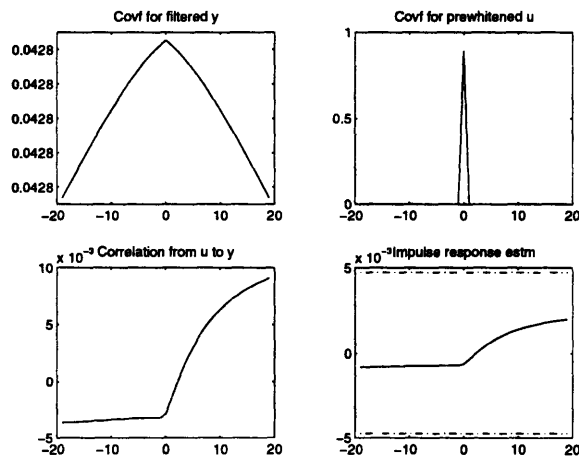 Covf for filtered y
0.0428
0.0428
0.0428
0.0428
0.0428
-20 -10 0 10 20
Covf for prewhitened u
1
0.5
0
-20 -10 0 10 20
x 10⁻³ Correlation from u to y
10
5
0
-5
-20 -10 0 10 20
x 10⁻³ Impulse response estm
5
0
-5
-20 -10 0 10 20